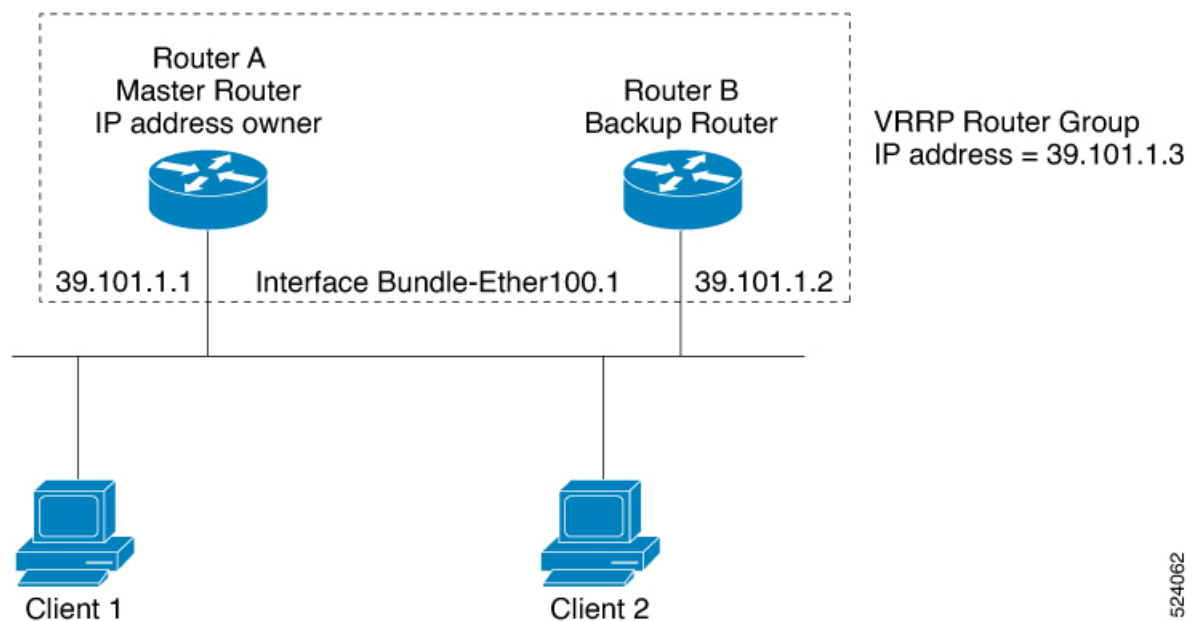 Router A
Master Router
IP address owner
Router B
Backup Router
VRRP Router Group
IP address = 39.101.1.3
39.101.1.1
Interface Bundle-Ether100.1
39.101.1.2
Client 1
Client 2
524062